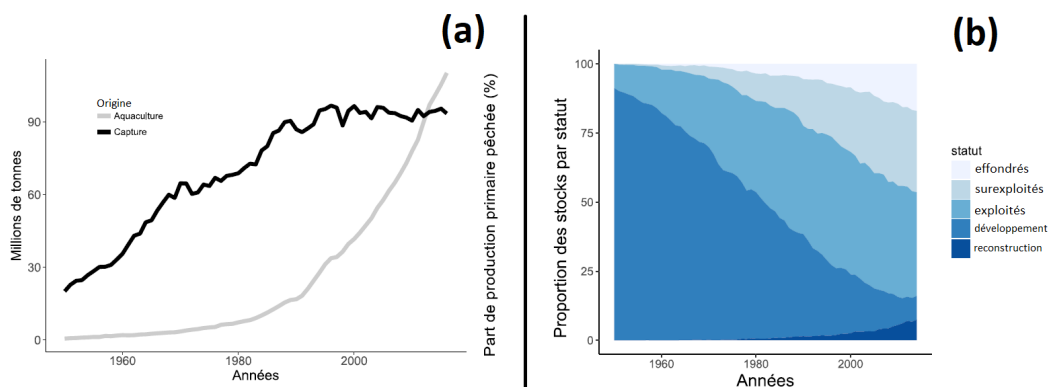 (a)
Origine
Aquaculture
Capture
Millions de tonnes
90
60
30
0
1960
1980
2000
Années
Part de production primaire pêchée (%)
(b)
Proportion des stocks par statut
100
75
50
25
0
1960
1980
2000
Années
statut
effondrés
surexploités
exploités
développement
reconstruction